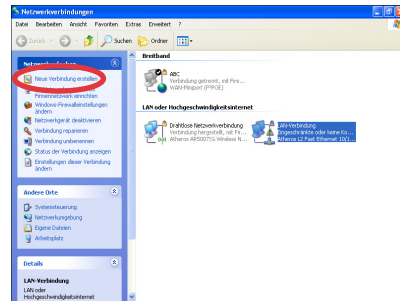 Netzwerkverbindungen
Datei Bearbeiten Ansicht Favoriten Extras Erweitert ?
Zurück Suchen Ordner
Neue Verbindung erstellen
Firmennetzwerk einrichten
Windows-Firewalleinstellungen
ändern
Netzwerkgerät deaktivieren
Verbindung reparieren
Verbindung umbenennen
Status der Verbindung anzeigen
Einstellungen dieser Verbindung
ändern
Andere Orte
Systemsteuerung
Netzwerkumgebung
Eigene Dateien
Arbeitsplatz
Details
LAN-Verbindung
LAN oder
Hochgeschwindigkeitsinternet
Breitband
ABC
Verbindung getrennt, mit Fire...
WAN-Miniport (PPPOE)
LAN oder Hochgeschwindigkeitsinternet
Drahtlose Netzwerkverbindung
Verbindung hergestellt, mit Fir...
Atheros AR5007G Wireless N...
LAN-Verbindung
Eingeschränkte oder keine Ko...
Atheros L2 Fast Ethernet 10/1...